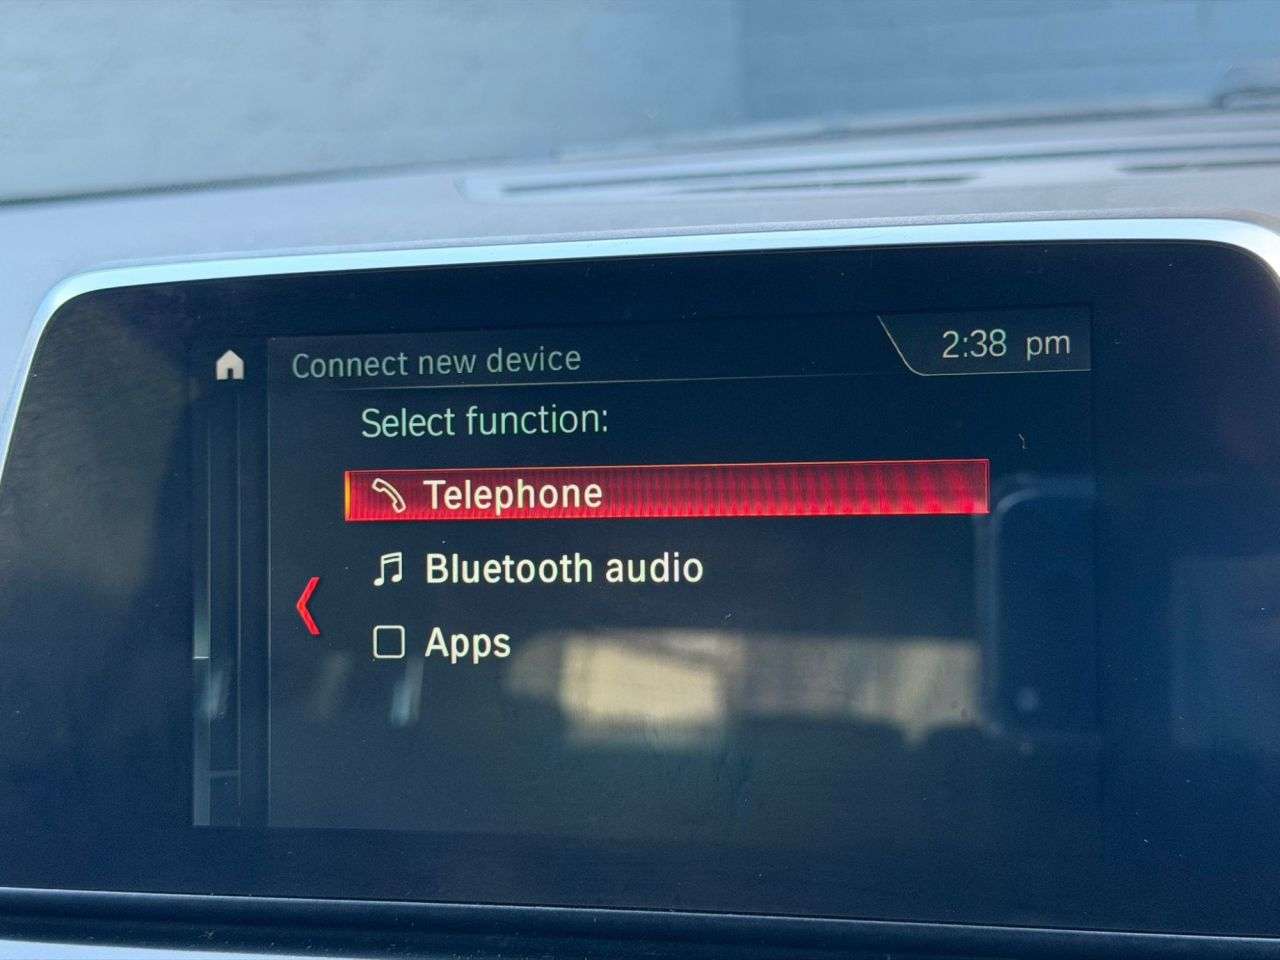 Connect new device
2:38 pm
Select function:
Telephone
Bluetooth audio
Apps